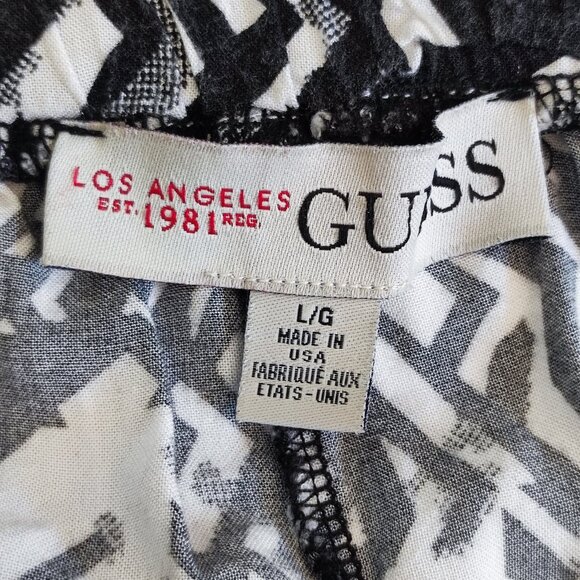 LOS ANGELES
EST. 1981 REG.
GUESS
L/G
MADE IN
USA
FABRIQUÉ AUX
ETATS-UNIS